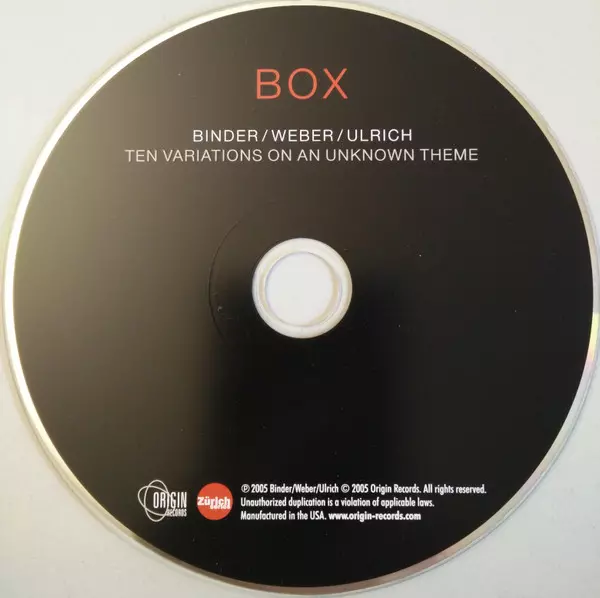 BOX
BINDER/WEBER/ULRICH
TEN VARIATIONS ON AN UNKNOWN THEME
ORIGIN
RECORDS
Zürich
series
℗ 2005 Binder/Weber/Ulrich © 2005 Origin Records. All rights reserved.
Unauthorized duplication is a violation of applicable laws.
Manufactured in the USA. www.origin-records.com